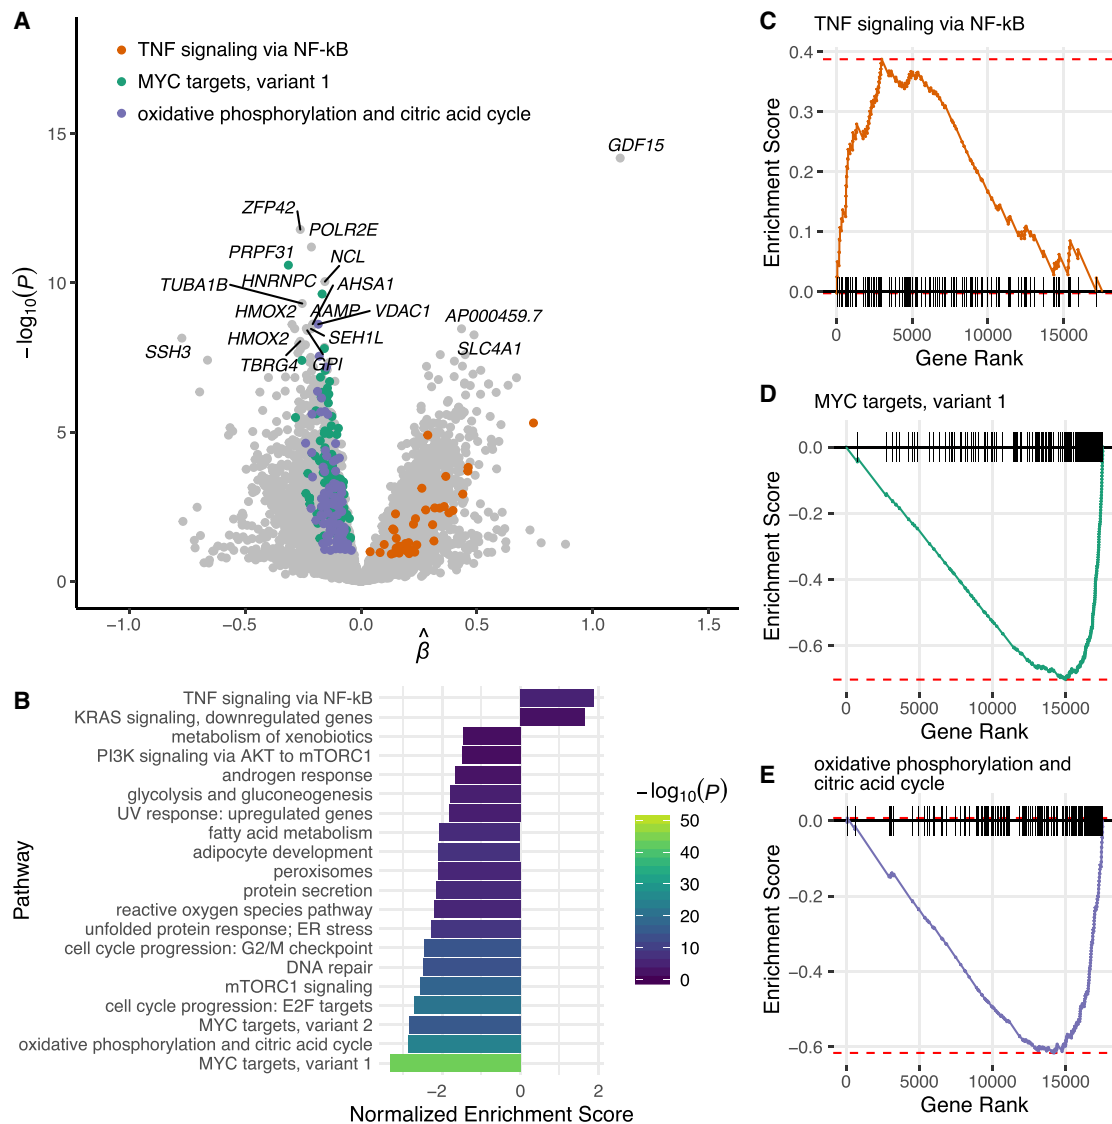 A
TNF signaling via NF-kB
MYC targets, variant 1
oxidative phosphorylation and citric acid cycle
15
10
5
0
−log10(P)
GDF15
ZFP42
POLR2E
PRPF31
NCL
TUBA1B
HNRNPC
AHSA1
HMOX2
AAMP
VDAC1
AP000459.7
HMOX2
SEH1L
SSH3
SLC4A1
TBRG4
GPI
−1.0
−0.5
0.0
0.5
1.0
1.5
β̂
B
Pathway
TNF signaling via NF-kB
KRAS signaling, downregulated genes
metabolism of xenobiotics
PI3K signaling via AKT to mTORC1
androgen response
glycolysis and gluconeogenesis
UV response: upregulated genes
fatty acid metabolism
adipocyte development
peroxisomes
protein secretion
reactive oxygen species pathway
unfolded protein response; ER stress
cell cycle progression: G2/M checkpoint
DNA repair
mTORC1 signaling
cell cycle progression: E2F targets
MYC targets, variant 2
oxidative phosphorylation and citric acid cycle
MYC targets, variant 1
−2
0
2
Normalized Enrichment Score
−log10(P)
50
40
30
20
10
0
C
TNF signaling via NF-kB
Enrichment Score
0.4
0.3
0.2
0.1
0.0
0
5000
10000
15000
Gene Rank
D
MYC targets, variant 1
Enrichment Score
0.0
−0.2
−0.4
−0.6
0
5000
10000
15000
Gene Rank
E
oxidative phosphorylation and
citric acid cycle
Enrichment Score
0.0
−0.2
−0.4
−0.6
0
5000
10000
15000
Gene Rank